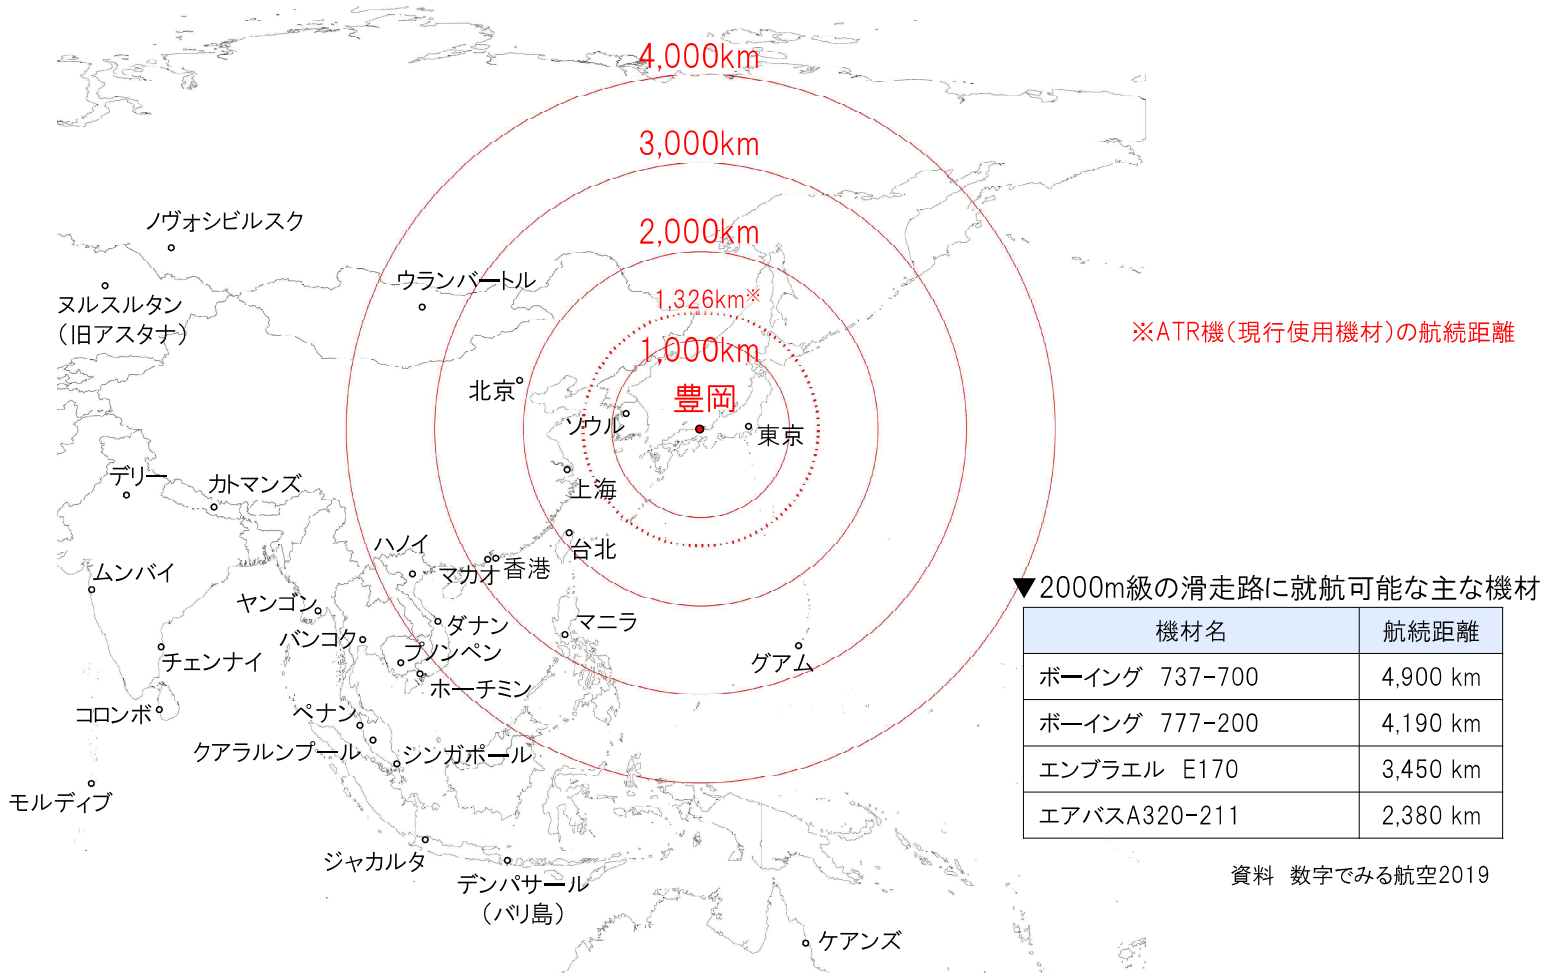 4,000km
3,000km
2,000km
1,326km※
1,000km
豊岡
ノヴォシビルスク
ヌルスルタン
（旧アスタナ）
ウランバートル
北京
ソウル
東京
上海
台北
デリー
カトマンズ
ハノイ
マカオ
香港
ムンバイ
ヤンゴン
バンコク
ダナン
プノンペン
マニラ
グアム
チェンナイ
ホーチミン
コロンボ
ペナン
クアラルンプール
シンガポール
モルディブ
ジャカルタ
デンパサール
（バリ島）
ケアンズ
※ATR機（現行使用機材）の航続距離
▼2000m級の滑走路に就航可能な主な機材
機材名 航続距離
ボーイング 737-700 4,900 km
ボーイング 777-200 4,190 km
エンブラエル E170 3,450 km
エアバスA320-211 2,380 km
資料 数字でみる航空2019